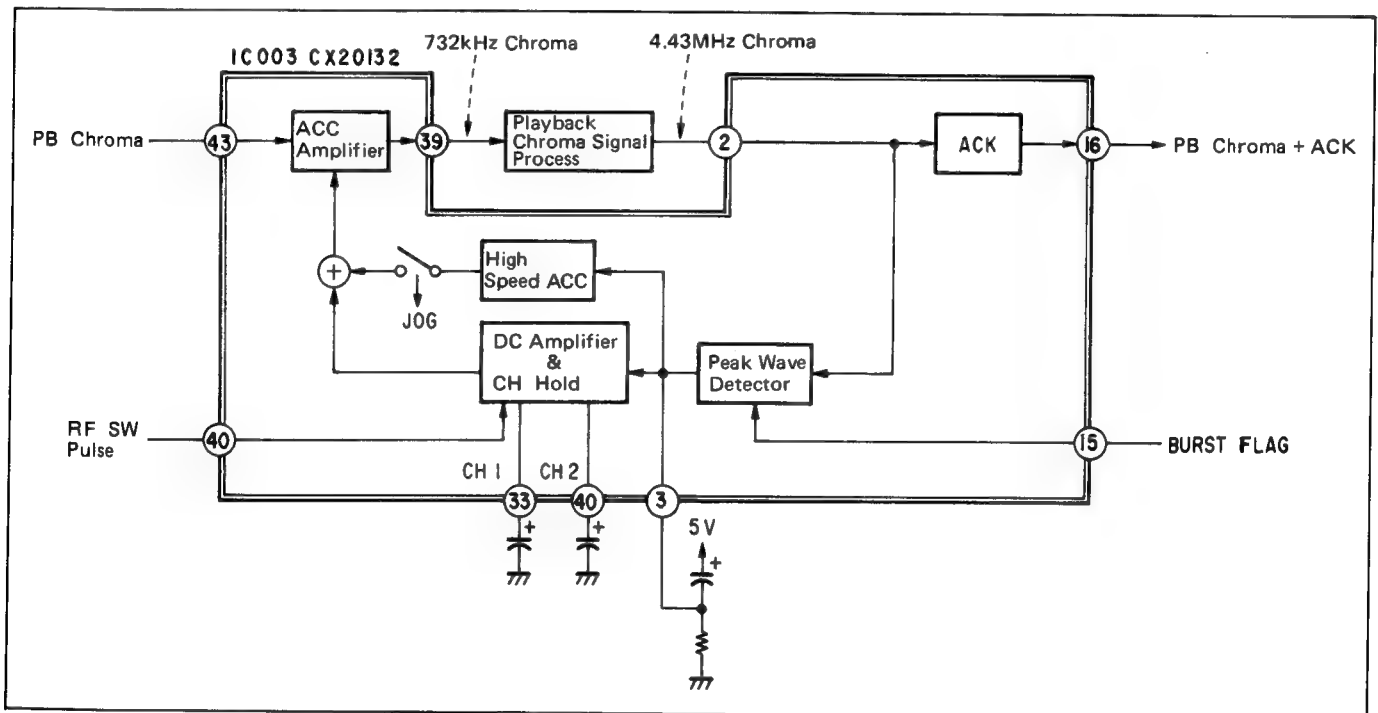 IC003 CX20132
732kHz Chroma
4.43MHz Chroma
PB Chroma
43
ACC
Amplifier
39
Playback
Chroma Signal
Process
2
ACK
16
PB Chroma + ACK
+
JOG
High
Speed ACC
DC Amplifier
&
CH Hold
Peak Wave
Detector
RF SW
Pulse
40
15
BURST FLAG
CH 1
CH 2
33
40
3
+
+
5V
+